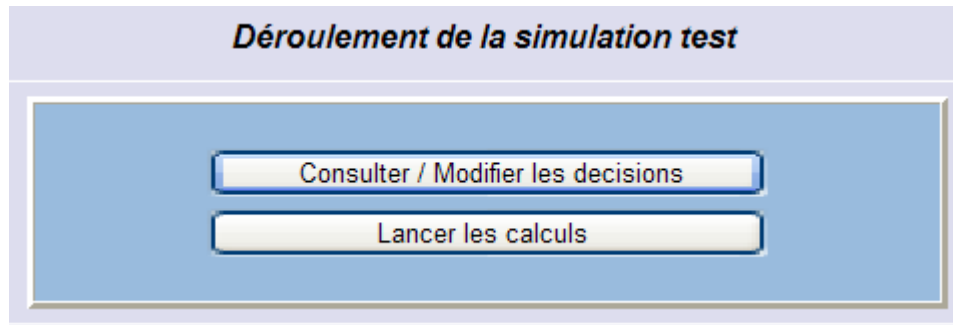 Déroulement de la simulation test
Consulter / Modifier les decisions
Lancer les calculs